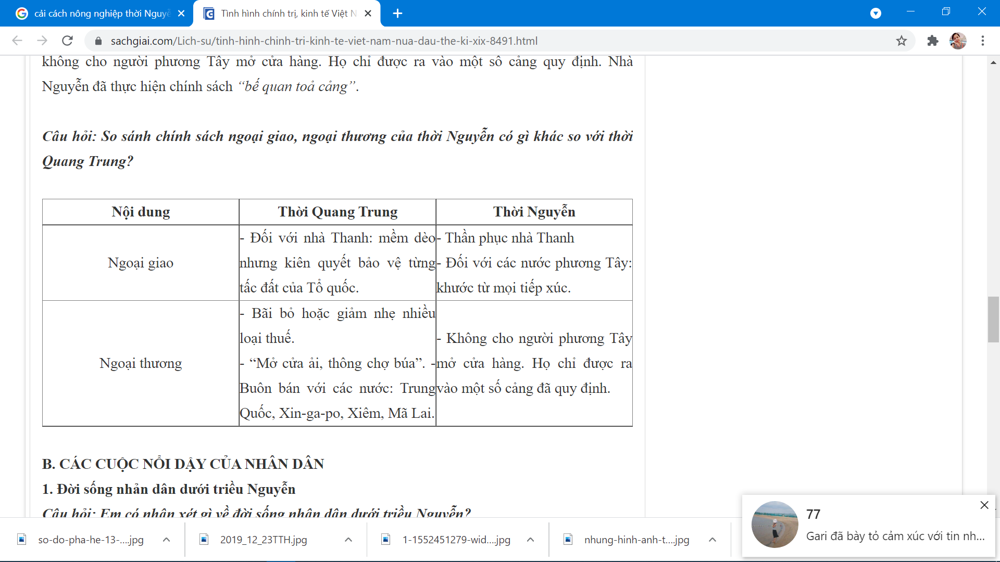 cải cách nông nghiệp thời Nguyễ
Tình hình chính trị, kinh tế Việt N
sachgiai.com/Lich-su/tinh-hinh-chinh-tri-kinh-te-viet-nam-nua-dau-the-ki-xix-8491.html
không cho người phương Tây mở cửa hàng. Họ chỉ được ra vào một số cảng quy định. Nhà
Nguyễn đã thực hiện chính sách “bế quan toả cảng”.
Câu hỏi: So sánh chính sách ngoại giao, ngoại thương của thời Nguyễn có gì khác so với thời
Quang Trung?
Nội dung
Thời Quang Trung
Thời Nguyễn
Ngoại giao
- Đối với nhà Thanh: mềm dẻo
nhưng kiên quyết bảo vệ từng
tấc đất của Tổ quốc.
- Thần phục nhà Thanh
- Đối với các nước phương Tây:
khước từ mọi tiếp xúc.
Ngoại thương
- Bãi bỏ hoặc giảm nhẹ nhiều
loại thuế.
- “Mở cửa ải, thông chợ búa”. -
Buôn bán với các nước: Trung
Quốc, Xin-ga-po, Xiêm, Mã Lai.
- Không cho người phương Tây
mở cửa hàng. Họ chỉ được ra
vào một số cảng đã quy định.
B. CÁC CUỘC NỔI DẬY CỦA NHÂN DÂN
1. Đời sống nhản dân dưới triều Nguyễn
Câu hỏi: Em có nhận xét gì về đời sống nhân dân dưới triều Nguyễn?
77
Gari đã bày tỏ cảm xúc với tin nh...
so-do-pha-he-13-....jpg
2019_12_23TTH.jpg
1-1552451279-wid....jpg
nhung-hinh-anh-t....jpg